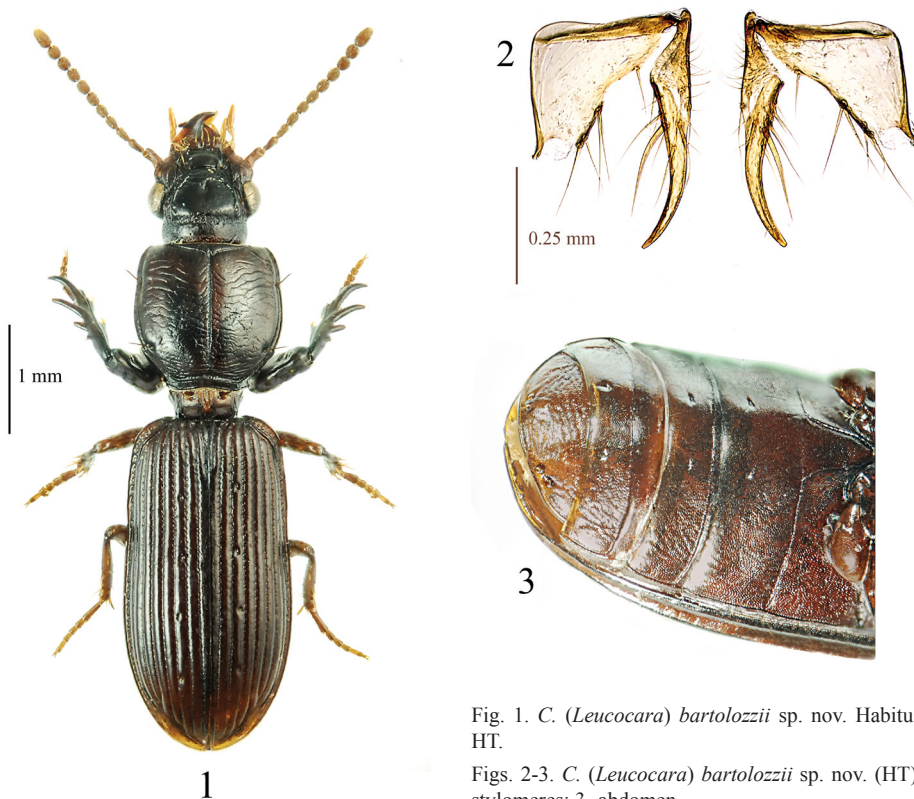 2
0.25 mm
1 mm
3
1
Fig. 1. C. (Leucocara) bartolozzii sp. nov.
HT.
Figs. 2-3. C. (Leucocara) bartolozzii sp. nov. (HT)
abdomen